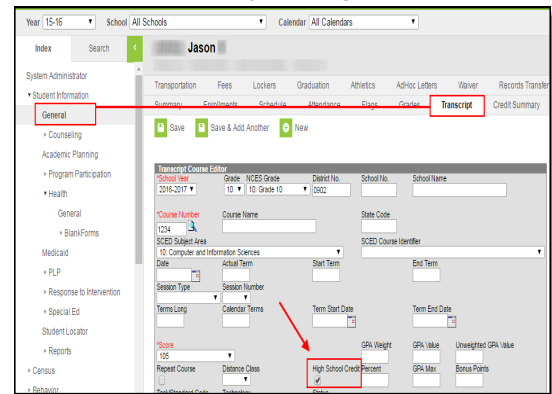 Year 15-16 School All Schools Calendar All Calendars
Index Search
Jason
System Administrator
Student Information
General
Counseling
Academic Planning
Program Participation
Health
General
BlankForms
Medicaid
PLP
Response to Intervention
Special Ed
Student Locator
Reports
Census
Behavior
Transportation Fees Lockers Graduation Athletics AdHoc Letters Waiver Records Transfer
Summary Enrollments Schedule Attendance Flags Grades Transcript Credit Summary
Save Save & Add Another New
Transcript Course Editor
*School Year Grade NCES Grade District No. School No. School Name
2016-2017 10 10: Grade 10 0902
*Course Number Course Name State Code
1234
SCED Subject Area SCED Course Identifier
10: Computer and Information Sciences
Date Actual Term Start Term End Term
Session Type Session Number
Terms Long Calendar Terms Term Start Date Term End Date
*Score GPA Weight GPA Value Unweighted GPA Value
105
Repeat Course Distance Class High School Credit Percent GPA Max Bonus Points
Tech/Standard Code Technology Status